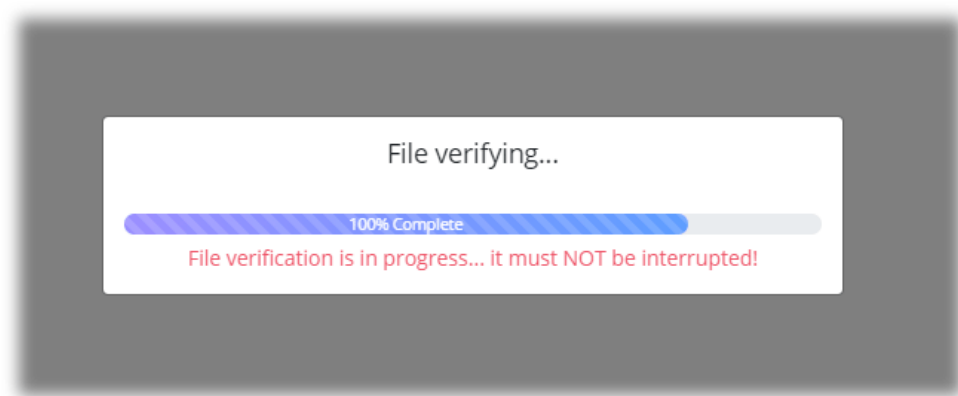 File verifying...
100% Complete
File verification is in progress... it must NOT be interrupted!